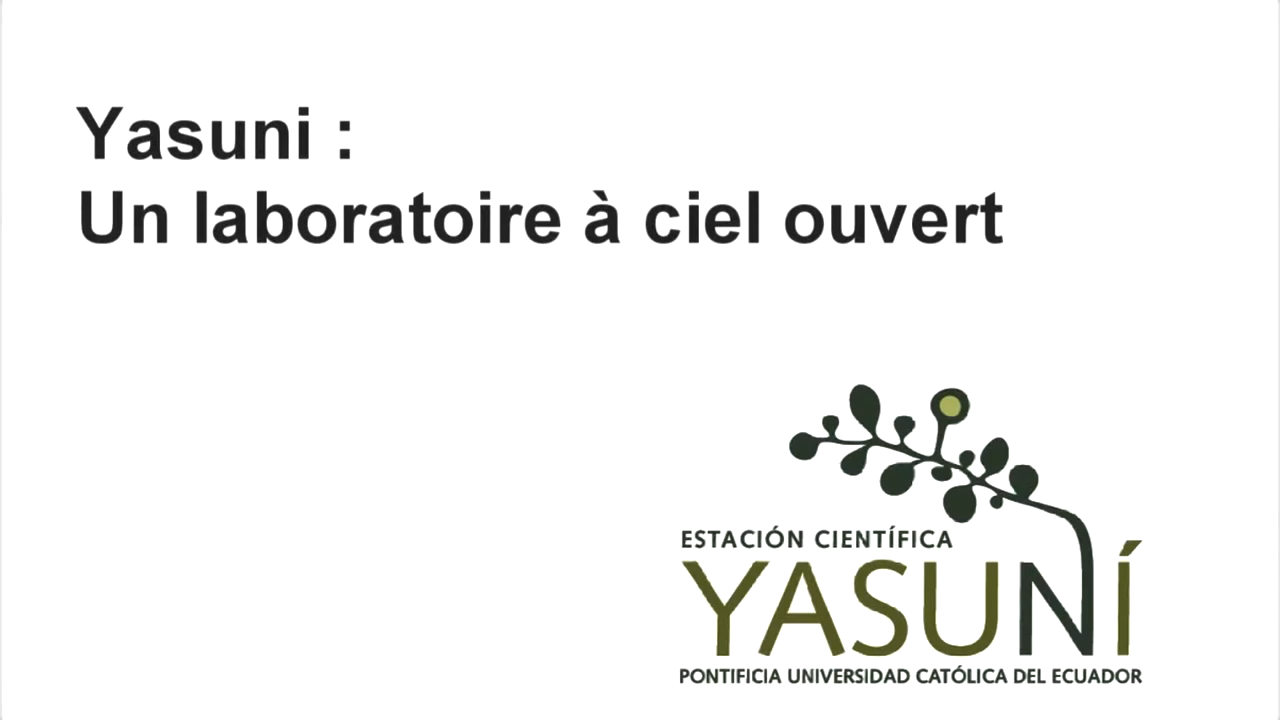 Yasuni :
Un laboratoire à ciel ouvert
ESTACIÓN CIENTÍFICA
YASUNÍ
PONTIFICIA UNIVERSIDAD CATÓLICA DEL ECUADOR